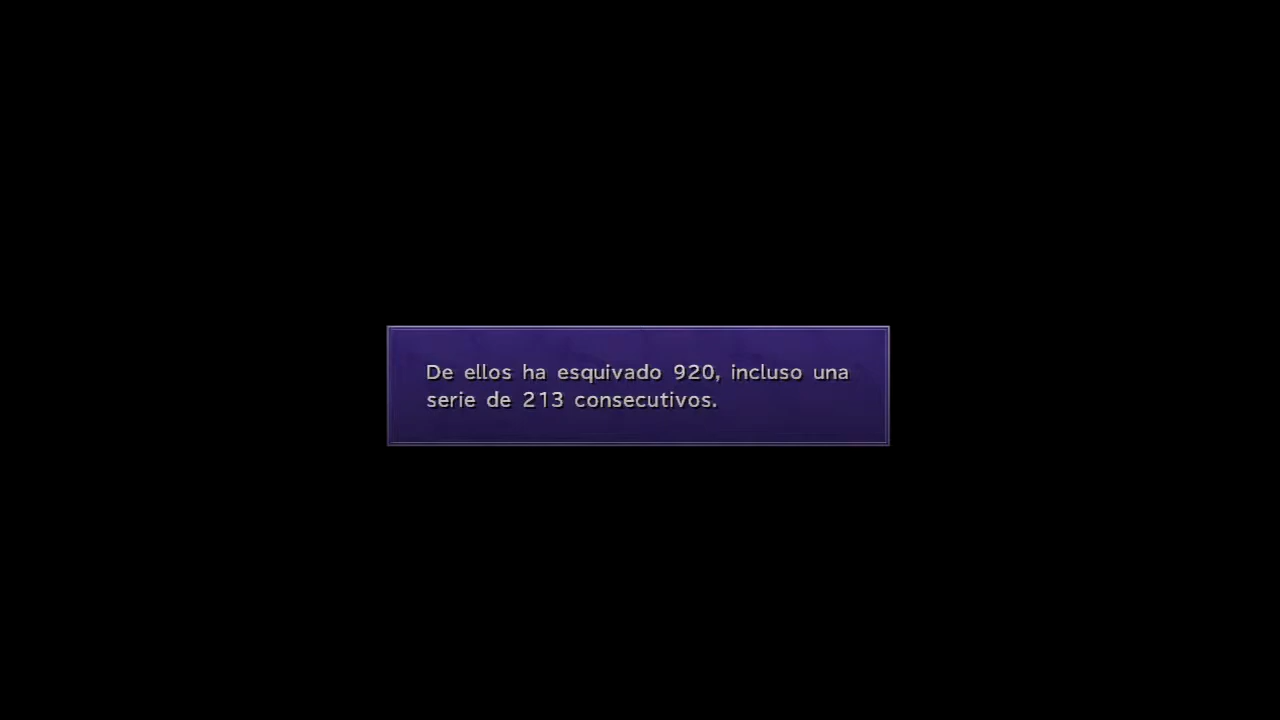 De ellos ha esquivado 920, incluso una
serie de 213 consecutivos.